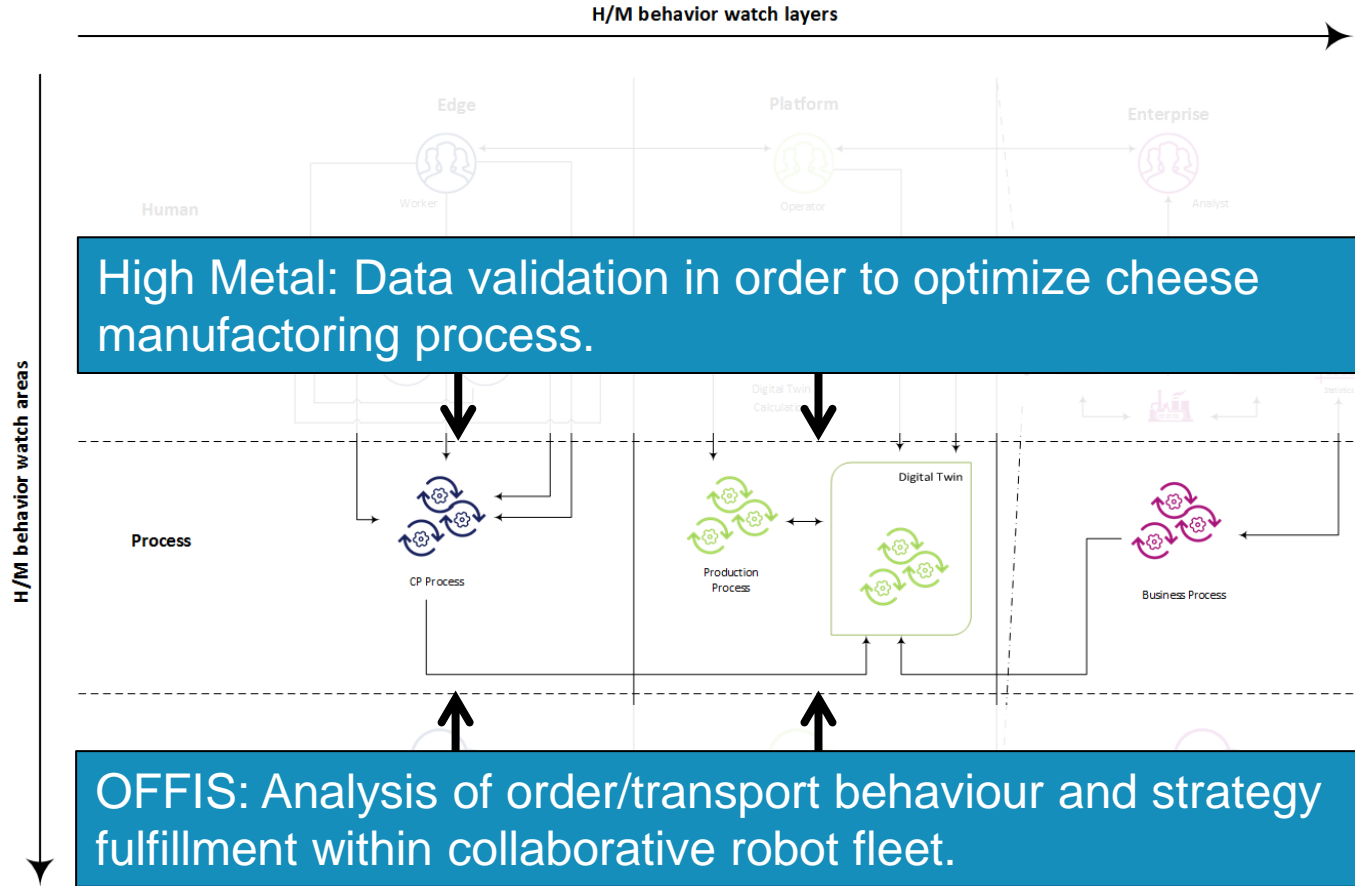 H/M behavior watch layers
H/M behavior watch areas
Edge
Platform
Enterprise
Worker
Operator
Analyst
Human
High Metal: Data validation in order to optimize cheese
manufactoring process.
Digital Twin
Calculation
Process
CP Process
Production
Process
Digital Twin
Business Process
OFFIS: Analysis of order/transport behaviour and strategy
fulfillment within collaborative robot fleet.